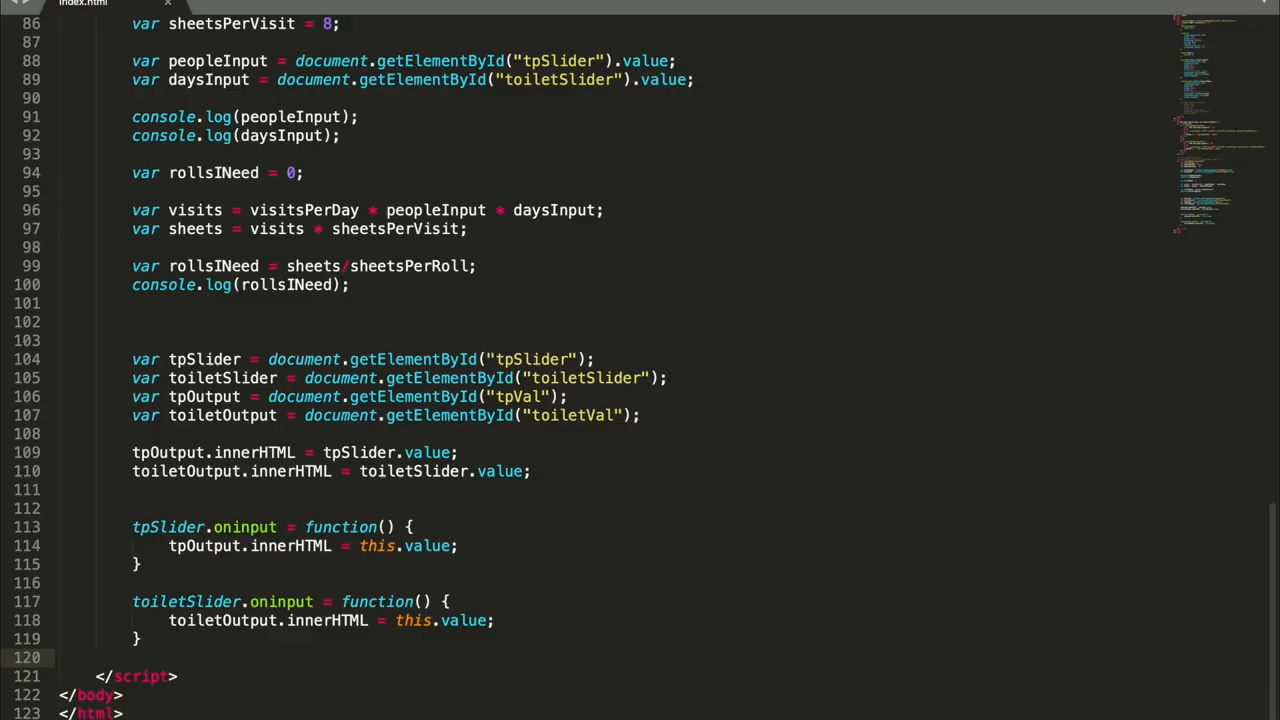 index.html ×
86 var sheetsPerVisit = 8;
87
88 var peopleInput = document.getElementById("tpSlider").value;
89 var daysInput = document.getElementById("toiletSlider").value;
90
91 console.log(peopleInput);
92 console.log(daysInput);
93
94 var rollsINeed = 0;
95
96 var visits = visitsPerDay * peopleInput * daysInput;
97 var sheets = visits * sheetsPerVisit;
98
99 var rollsINeed = sheets/sheetsPerRoll;
100 console.log(rollsINeed);
101
102
103
104 var tpSlider = document.getElementById("tpSlider");
105 var toiletSlider = document.getElementById("toiletSlider");
106 var tpOutput = document.getElementById("tpVal");
107 var toiletOutput = document.getElementById("toiletVal");
108
109 tpOutput.innerHTML = tpSlider.value;
110 toiletOutput.innerHTML = toiletSlider.value;
111
112
113 tpSlider.oninput = function() {
114 tpOutput.innerHTML = this.value;
115 }
116
117 toiletSlider.oninput = function() {
118 toiletOutput.innerHTML = this.value;
119 }
120
121 </script>
122 </body>
123 </html>